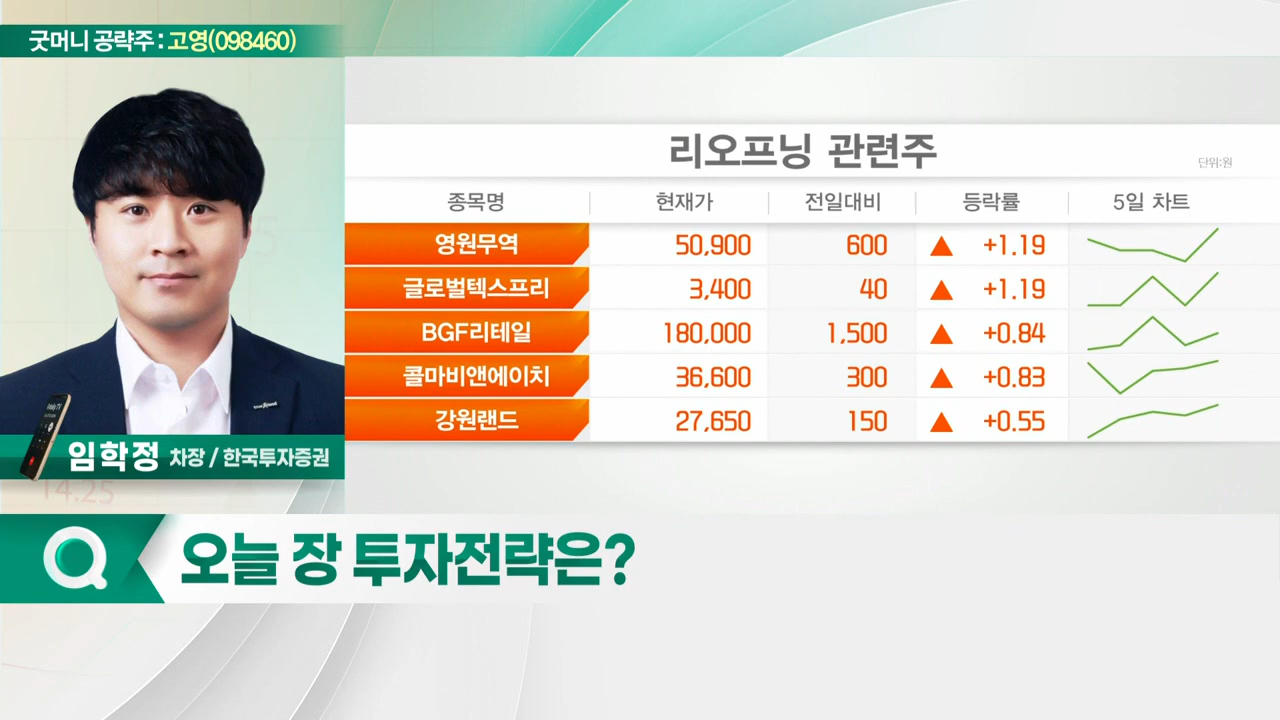 굿머니 공략주 : 고영(098460)
리오프닝 관련주
단위:원
종목명 현재가 전일대비 등락률 5일 차트
영원무역 50,900 600 ▲ +1.19
글로벌텍스프리 3,400 40 ▲ +1.19
BGF리테일 180,000 1,500 ▲ +0.84
콜마비앤에이치 36,600 300 ▲ +0.83
강원랜드 27,650 150 ▲ +0.55
임학정 차장 / 한국투자증권
14.25
Q 오늘 장 투자전략은?